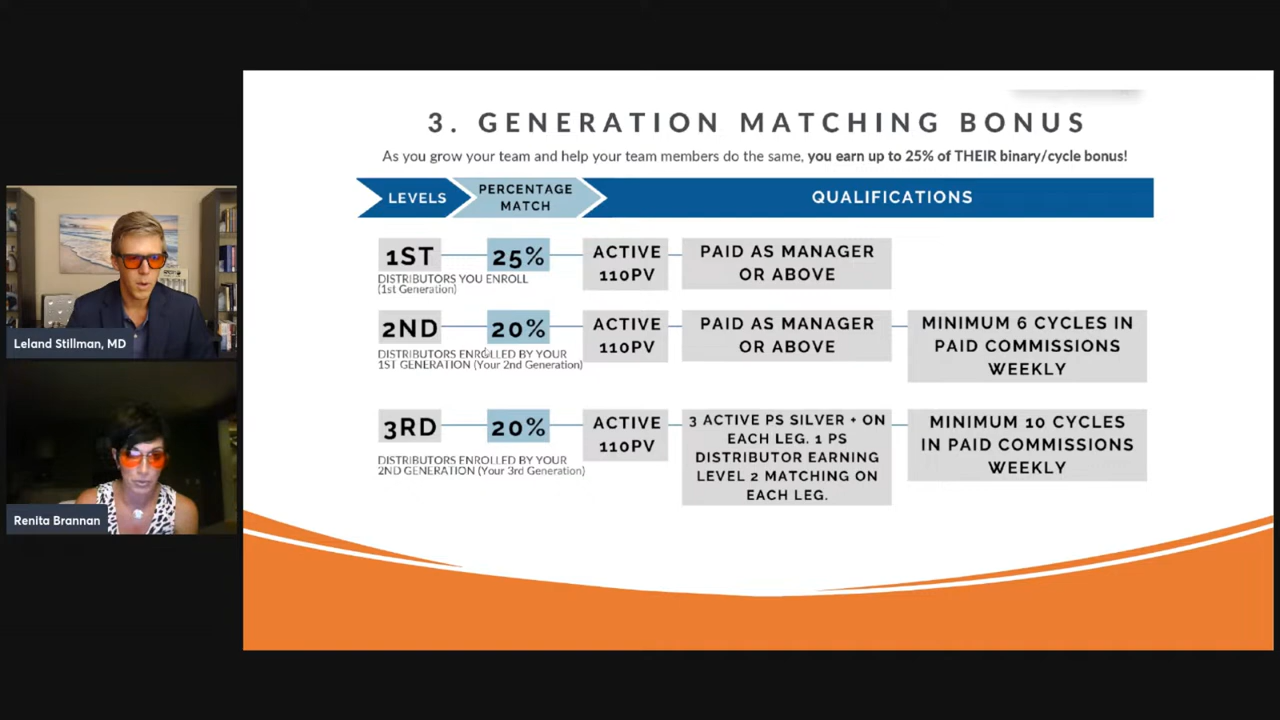 3. GENERATION MATCHING BONUS
As you grow your team and help your team members do the same, you earn up to 25% of THEIR binary/cycle bonus!
LEVELS
PERCENTAGE
MATCH
QUALIFICATIONS
1ST
25%
ACTIVE
110PV
PAID AS MANAGER
OR ABOVE
DISTRIBUTORS YOU ENROLL
(1st Generation)
2ND
20%
ACTIVE
110PV
PAID AS MANAGER
OR ABOVE
MINIMUM 6 CYCLES IN
PAID COMMISSIONS
WEEKLY
DISTRIBUTORS ENROLLED BY YOUR
1ST GENERATION (Your 2nd Generation)
3RD
20%
ACTIVE
110PV
3 ACTIVE PS SILVER + ON
EACH LEG. 1 PS
DISTRIBUTOR EARNING
LEVEL 2 MATCHING ON
EACH LEG.
MINIMUM 10 CYCLES
IN PAID COMMISSIONS
WEEKLY
DISTRIBUTORS ENROLLED BY YOUR
2ND GENERATION (Your 3rd Generation)
Leland Stillman, MD
Renita Brannan